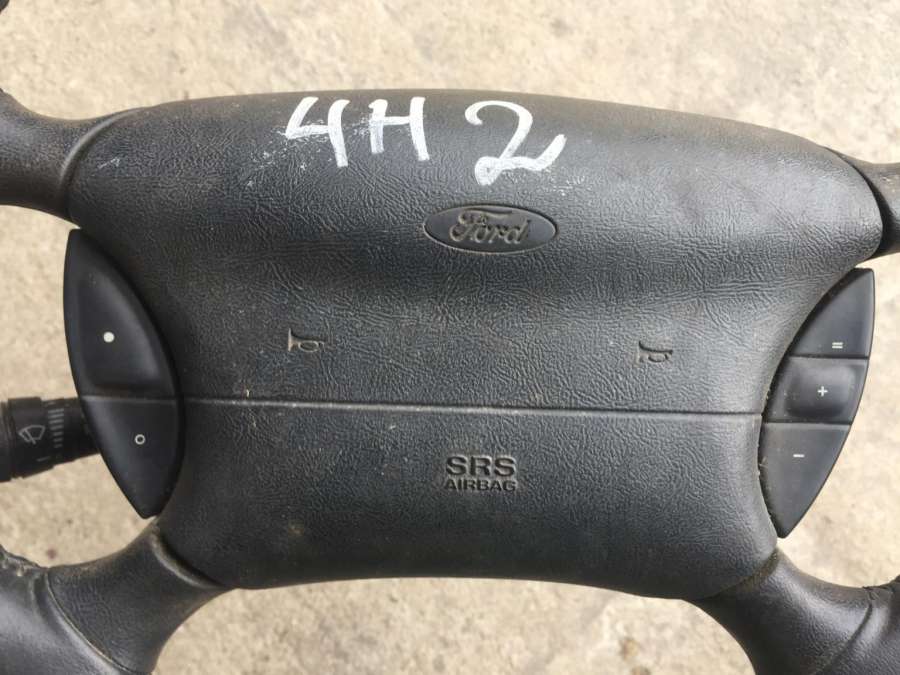 4H2
Ford
=
+
-
SRS
AIRBAG